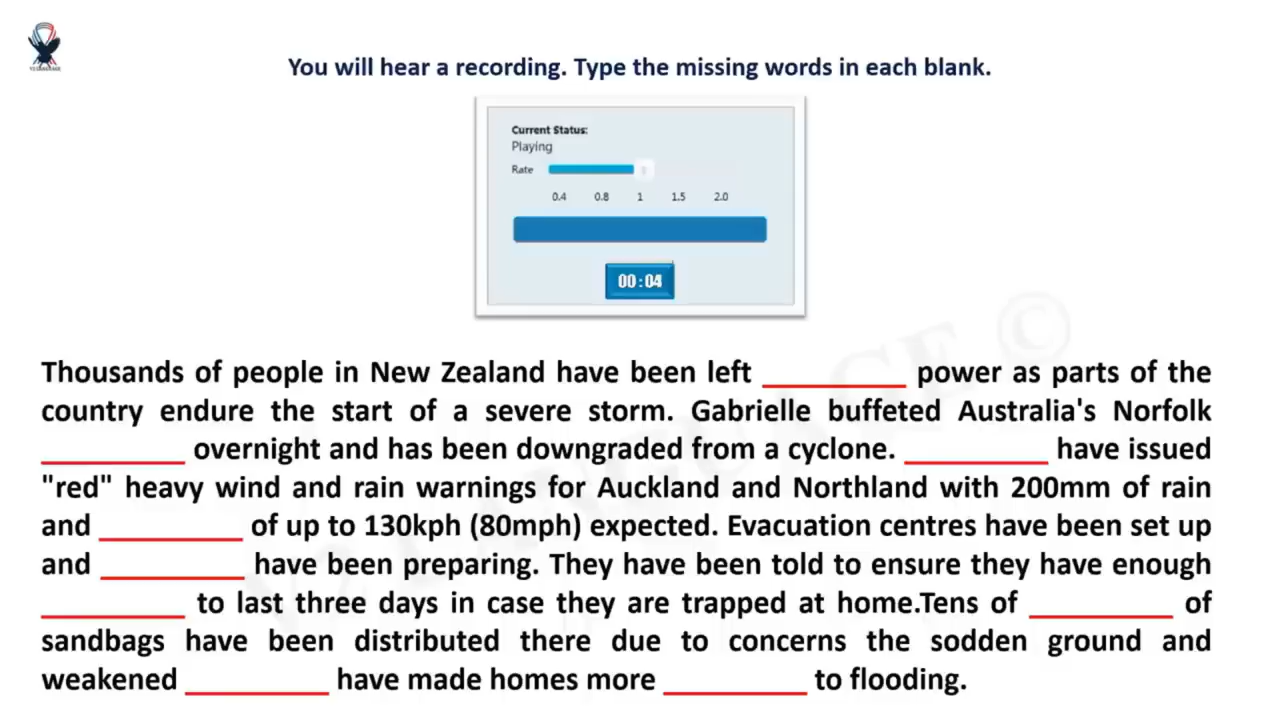 You will hear a recording. Type the missing words in each blank.
Current Status:
Playing
Rate
0.4 0.8 1 1.5 2.0
00:04
Thousands of people in New Zealand have been left __________ power as parts of the
country endure the start of a severe storm. Gabrielle buffeted Australia's Norfolk
__________ overnight and has been downgraded from a cyclone. __________ have issued
"red" heavy wind and rain warnings for Auckland and Northland with 200mm of rain
and __________ of up to 130kph (80mph) expected. Evacuation centres have been set up
and __________ have been preparing. They have been told to ensure they have enough
__________ to last three days in case they are trapped at home.Tens of __________ of
sandbags have been distributed there due to concerns the sodden ground and
weakened __________ have made homes more __________ to flooding.